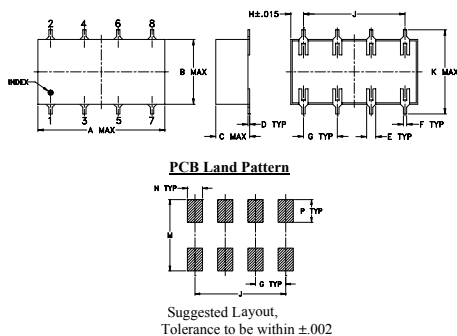 2 4 6 8
H±.015
J
INDEX
B MAX
K MAX
1 3 5 7
A MAX
C MAX
D TYP
G TYP
E TYP
F TYP
PCB Land Pattern
N TYP
P TYP
M
G TYP
J
Suggested Layout,
Tolerance to be within ±.002